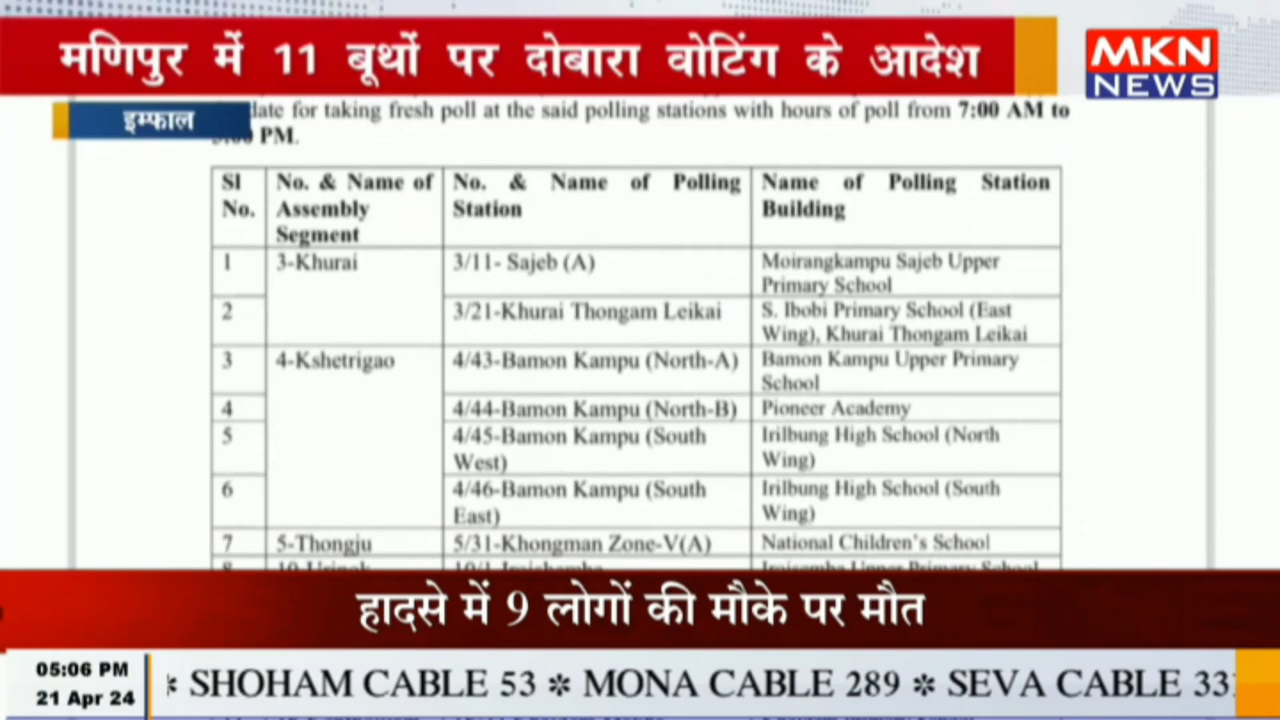 मणिपुर में 11 बूथों पर दोबारा वोटिंग के आदेश
MKN
NEWS
इम्फाल
date for taking fresh poll at the said polling stations with hours of poll from 7:00 AM to
PM.
Sl No. | No. & Name of Assembly Segment | No. & Name of Polling Station | Name of Polling Station Building
1 | 3-Khurai | 3/11- Sajeb (A) | Moirangkampu Sajeb Upper Primary School
2 | 3/21-Khurai Thongam Leikai | S. Ibobi Primary School (East Wing), Khurai Thongam Leikai
3 | 4-Kshetrigao | 4/43-Bamon Kampu (North-A) | Bamon Kampu Upper Primary School
4 | 4/44-Bamon Kampu (North-B) | Pioneer Academy
5 | 4/45-Bamon Kampu (South West) | Irilbung High School (North Wing)
6 | 4/46-Bamon Kampu (South East) | Irilbung High School (South Wing)
7 | 5-Thongju | 5/31-Khongman Zone-V(A) | National Children's School
हादसे में 9 लोगों की मौके पर मौत
05:06 PM
21 Apr 24
* SHOHAM CABLE 53 * MONA CABLE 289 * SEVA CABLE 33